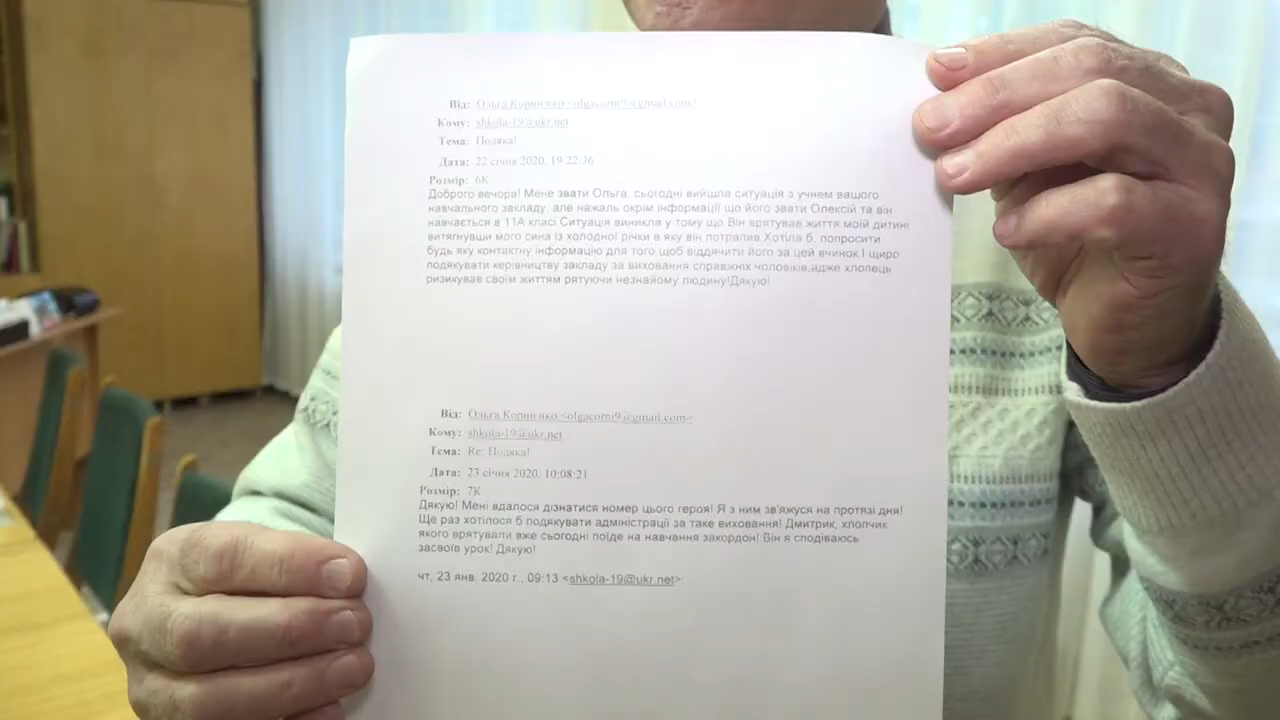 Від: Ольга Корнієнко <olgacorni9@gmail.com>
Кому: shkola-19@ukr.net
Тема: Подяка!
Дата: 22 січня 2020, 19:22:36
Розмір: 6К
Доброго вечора! Мене звати Ольга, сьогодні вийшла ситуація з учнем вашого
навчального закладу, але нажаль окрім інформації що його звати Олексій та він
навчається в 11А класі.Ситуація виникла у тому що Він врятував життя моїй дитині
витягнувши мого сина із холодної річки в яку він потрапив.Хотіла б, попросити
будь яку контактну інформацію для того щоб віддячити його за цей вчинок.І щиро
подякувати керівництву закладу за виховання справжніх чоловіків,адже хлопець
ризикував своїм життям рятуючи незнайому людину!Дякую!
Від: Ольга Корнієнко <olgacorni9@gmail.com>
Кому: shkola-19@ukr.net
Тема: Re: Подяка!
Дата: 23 січня 2020, 10:08:21
Розмір: 7К
Дякую! Мені вдалося дізнатися номер цього героя! Я з ним зв'яжуся на протязі дня!
Ще раз хотілося б подякувати адміністрації за таке виховання! Дмитрик, хлопчик
якого врятували вже сьогодні поїде на навчання закордон! Він я сподіваюсь
засвоїв урок! Дякую!
чт, 23 янв. 2020 г., 09:13 <shkola-19@ukr.net>: